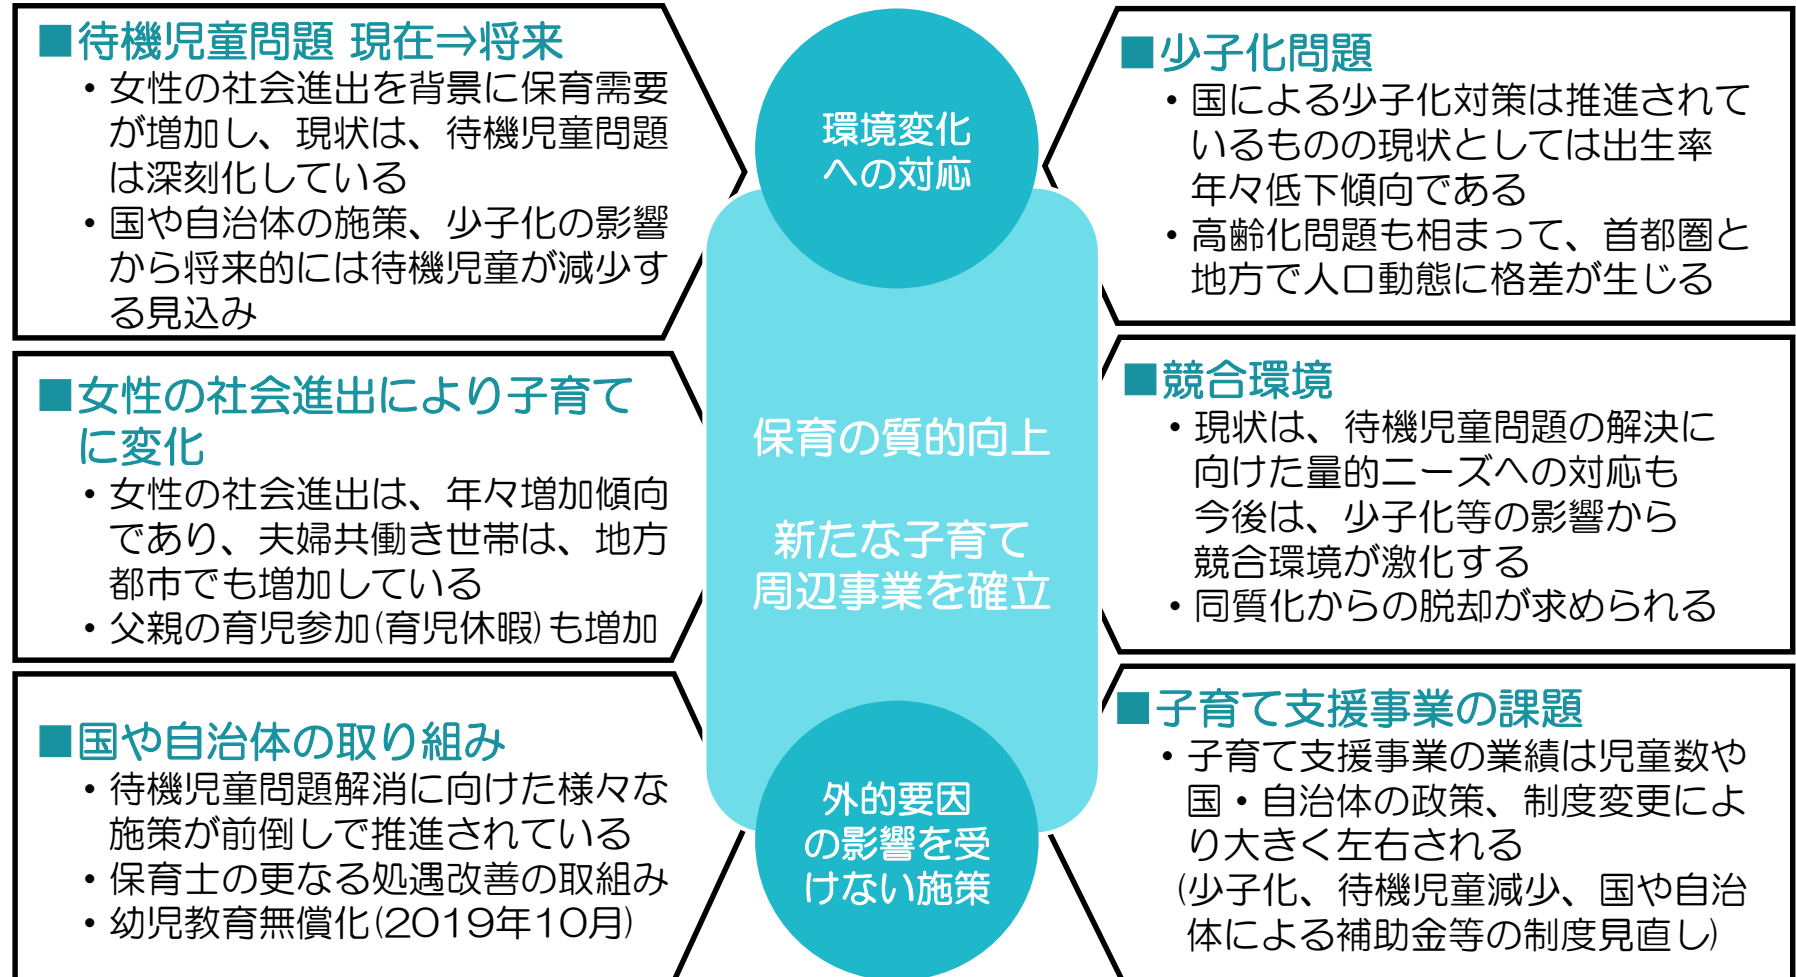 ■待機児童問題 現在⇒将来
・女性の社会進出を背景に保育需要
が増加し、現状は、待機児童問題
は深刻化している
・国や自治体の施策、少子化の影響
から将来的には待機児童が減少す
る見込み
■女性の社会進出により子育て
に変化
・女性の社会進出は、年々増加傾向
であり、夫婦共働き世帯は、地方
都市でも増加している
・父親の育児参加(育児休暇)も増加
■国や自治体の取り組み
・待機児童問題解消に向けた様々な
施策が前倒しで推進されている
・保育士の更なる処遇改善の取組み
・幼児教育無償化(2019年10月)
環境変化
への対応
保育の質的向上
新たな子育て
周辺事業を確立
外的要因
の影響を受
けない施策
■少子化問題
・国による少子化対策は推進されて
いるものの現状としては出生率
年々低下傾向である
・高齢化問題も相まって、首都圏と
地方で人口動態に格差が生じる
■競合環境
・現状は、待機児童問題の解決に
向けた量的ニーズへの対応も
今後は、少子化等の影響から
競合環境が激化する
・同質化からの脱却が求められる
■子育て支援事業の課題
・子育て支援事業の業績は児童数や
国・自治体の政策、制度変更によ
り大きく左右される
(少子化、待機児童減少、国や自治
体による補助金等の制度見直し)